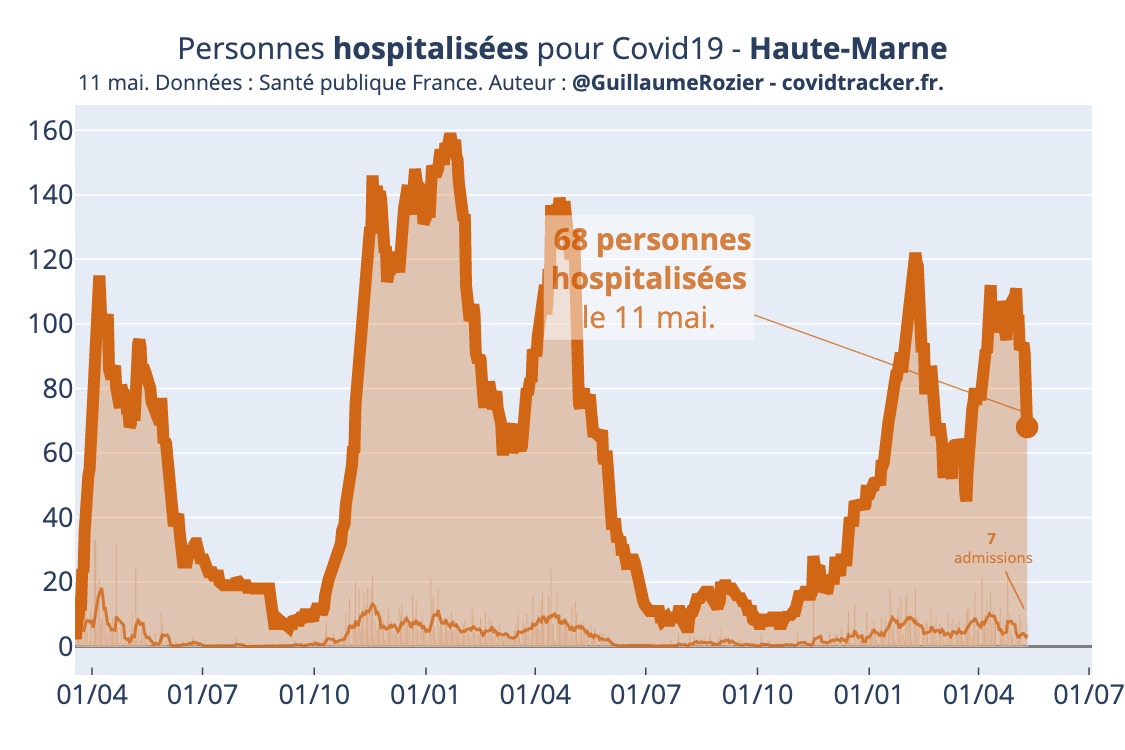 Personnes hospitalisées pour Covid19 - Haute-Marne
11 mai. Données : Santé publique France. Auteur : @GuillaumeRozier - covidtracker.fr.
160
140
120
100
80
60
40
20
0
68 personnes
hospitalisées
le 11 mai.
7
admissions
01/04 01/07 01/10 01/01 01/04 01/07 01/10 01/01 01/04 01/07